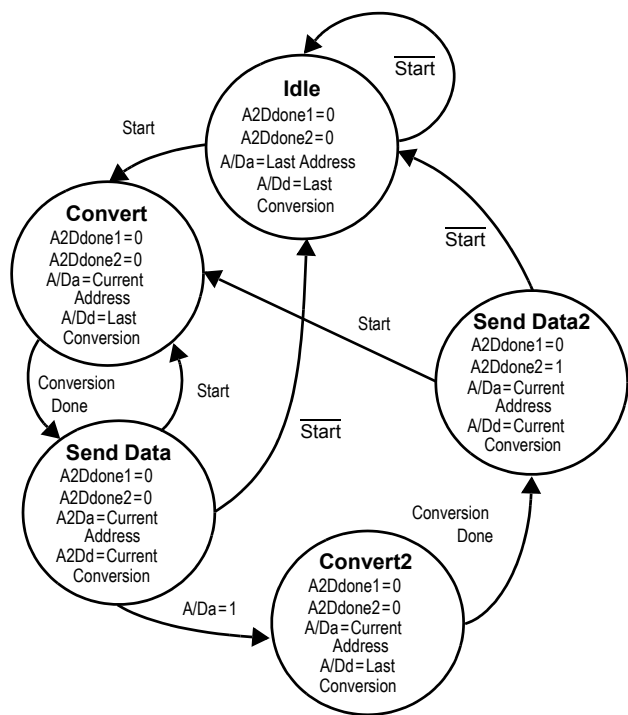 Start
Idle
A2Ddone1=0
A2Ddone2=0
A/Da=Last Address
A/Dd=Last
Conversion
Start
Convert
A2Ddone1=0
A2Ddone2=0
A/Da=Current
Address
A/Dd=Last
Conversion
Start
Start
Send Data2
A2Ddone1=0
A2Ddone2=1
A/Da=Current
Address
A/Dd=Current
Conversion
Conversion
Done
Start
Start
Send Data
A2Ddone1=0
A2Ddone2=0
A2Da=Current
Address
A2Dd=Current
Conversion
A/Da=1
Convert2
A2Ddone1=0
A2Ddone2=0
A/Da=Current
Address
A/Dd=Last
Conversion
Conversion
Done